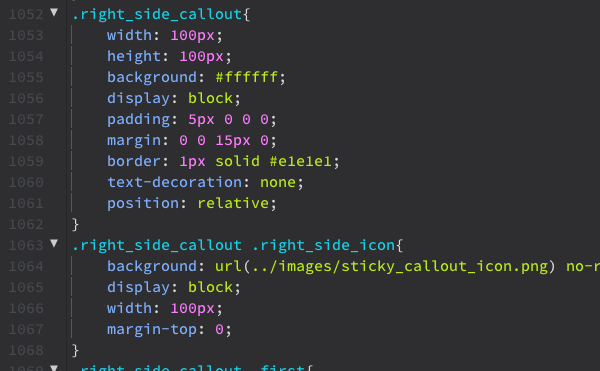 1052 ▼ .right_side_callout{
1053 width: 100px;
1054 height: 100px;
1055 background: #ffffff;
1056 display: block;
1057 padding: 5px 0 0 0;
1058 margin: 0 0 15px 0;
1059 border: 1px solid #e1e1e1;
1060 text-decoration: none;
1061 position: relative;
1062 }
1063 ▼ .right_side_callout .right_side_icon{
1064 background: url(../images/sticky_callout_icon.png) no-r
1065 display: block;
1066 width: 100px;
1067 margin-top: 0;
1068 }
1069 ▼ .right_side_callout .first{